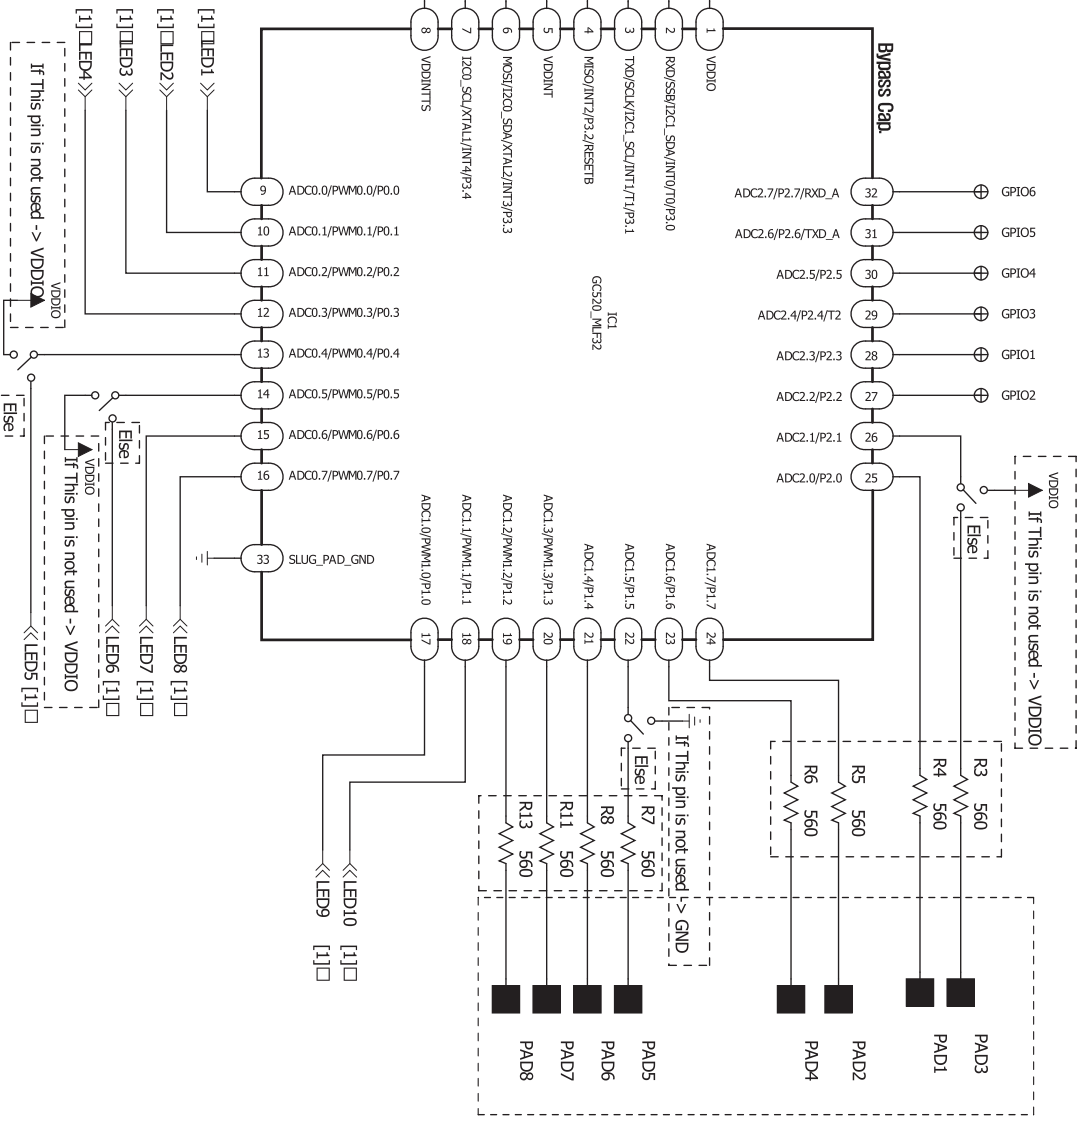 Bypass Cap.
IC1
GC520_MLF32
1 VDDIO
2 RXD/SSB/I2C1_SDA/INT0/T0/P3.0
3 TXD/SCLK/I2C1_SCL/INT1/T1/P3.1
4 MISO/INT2/P3.2/RESETB
5 VDDINT
6 MOSI/I2C0_SDA/XTAL2/INT3/P3.3
7 I2C0_SCL/XTAL1/INT4/P3.4
8 VDDINTTS
[1]□LED1
[1]□LED2
[1]□LED3
[1]□LED4
If This pin is not used -> VDDIO
VDDIO
9 ADC0.0/PWM0.0/P0.0
10 ADC0.1/PWM0.1/P0.1
11 ADC0.2/PWM0.2/P0.2
12 ADC0.3/PWM0.3/P0.3
13 ADC0.4/PWM0.4/P0.4
14 ADC0.5/PWM0.5/P0.5
15 ADC0.6/PWM0.6/P0.6
16 ADC0.7/PWM0.7/P0.7
33 SLUG_PAD_GND
Else
Else
VDDIO
If This pin is not used -> VDDIO
LED5 [1]□
LED6 [1]□
LED7 [1]□
LED8 [1]□
ADC2.7/P2.7/RXD_A 32 GPIO6
ADC2.6/P2.6/TXD_A 31 GPIO5
ADC2.5/P2.5 30 GPIO4
ADC2.4/P2.4/T2 29 GPIO3
ADC2.3/P2.3 28 GPIO1
ADC2.2/P2.2 27 GPIO2
ADC2.1/P2.1 26
ADC2.0/P2.0 25
VDDIO
If This pin is not used -> VDDIO
Else
ADC1.0/PWM1.0/P1.0 17
ADC1.1/PWM1.1/P1.1 18
ADC1.2/PWM1.2/P1.2 19
ADC1.3/PWM1.3/P1.3 20
ADC1.4/P1.4 21
ADC1.5/P1.5 22
ADC1.6/P1.6 23
ADC1.7/P1.7 24
Else
If This pin is not used -> GND
LED9 [1]□
LED10 [1]□
R13 560
R11 560
R8 560
R7 560
R6 560
R5 560
R4 560
R3 560
PAD8
PAD7
PAD6
PAD5
PAD4
PAD2
PAD1
PAD3